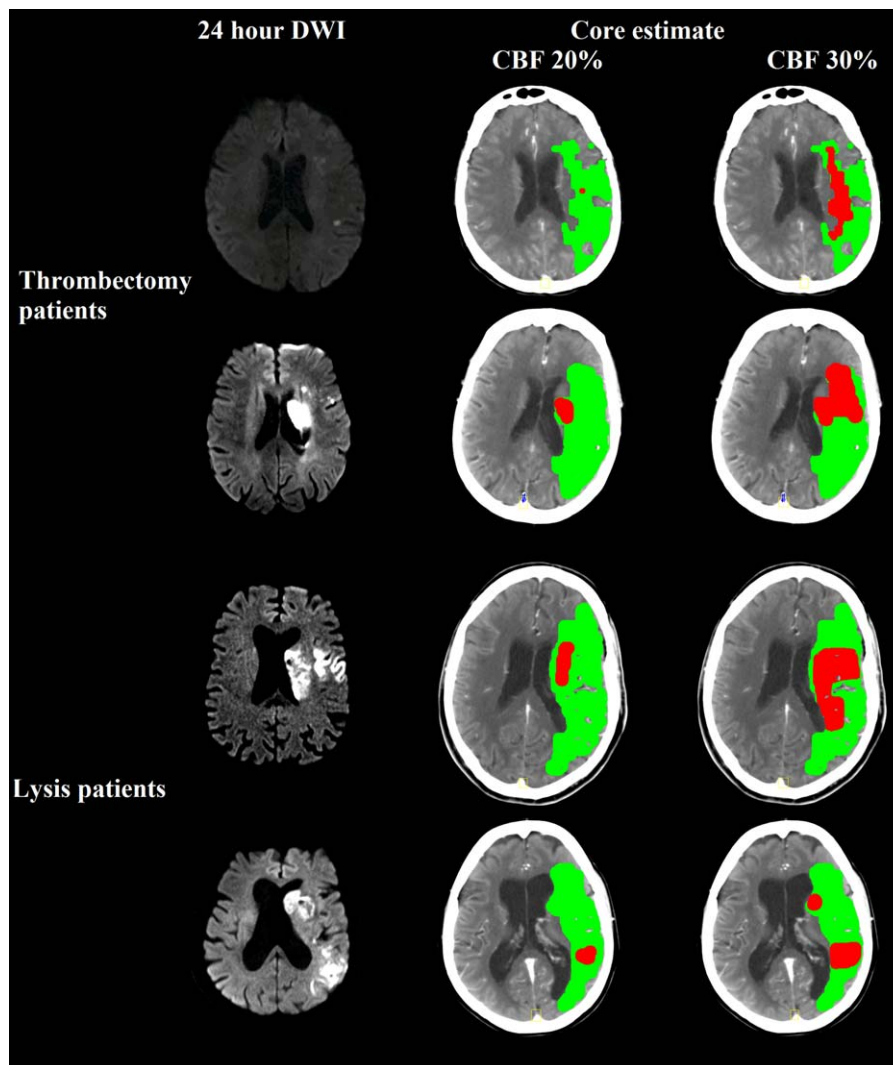 24 hour DWI
Core estimate
CBF 20%
CBF 30%
Thrombectomy
patients
Lysis patients